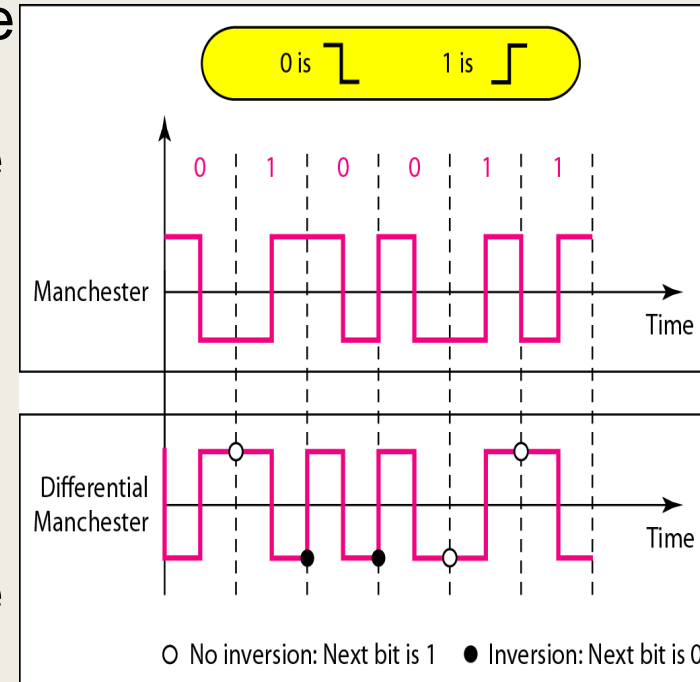 e
e
0 is 1 is
0 1 0 0 1 1
Manchester
Time
Differential
Manchester
Time
e
No inversion: Next bit is 1 Inversion: Next bit is 0